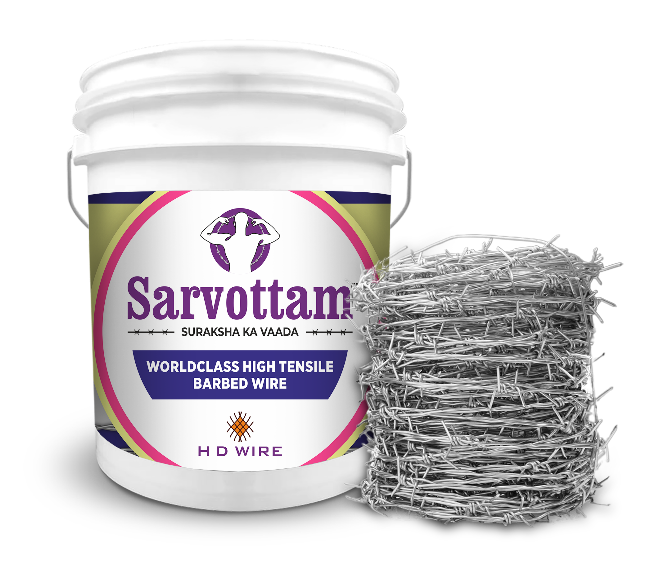 Sarvottam
SURAKSHA KA VAADA
WORLDCLASS HIGH TENSILE
BARBED WIRE
H D WIRE